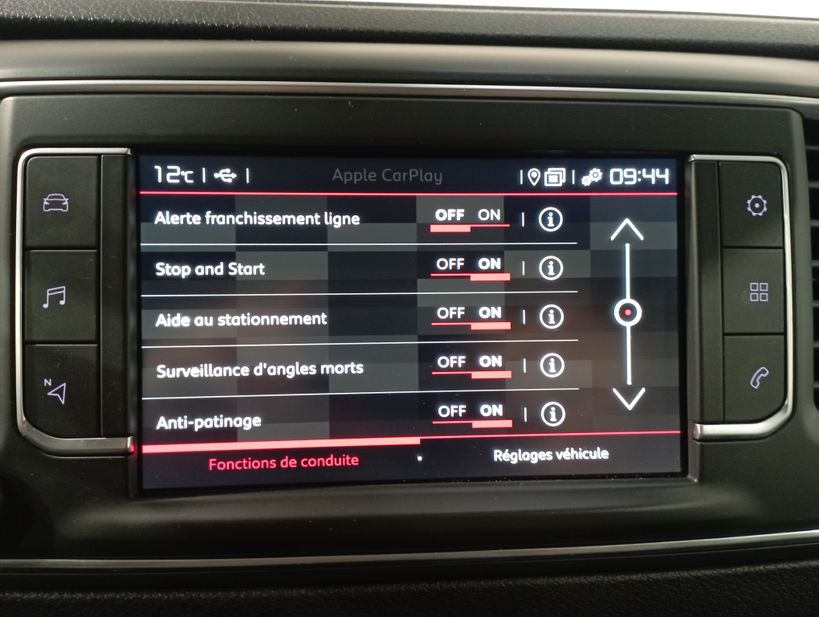 12°C
Apple CarPlay
09:44
Alerte franchissement ligne OFF ON
Stop and Start OFF ON
Aide au stationnement OFF ON
Surveillance d'angles morts OFF ON
Anti-patinage OFF ON
Fonctions de conduite
Réglages véhicule
N